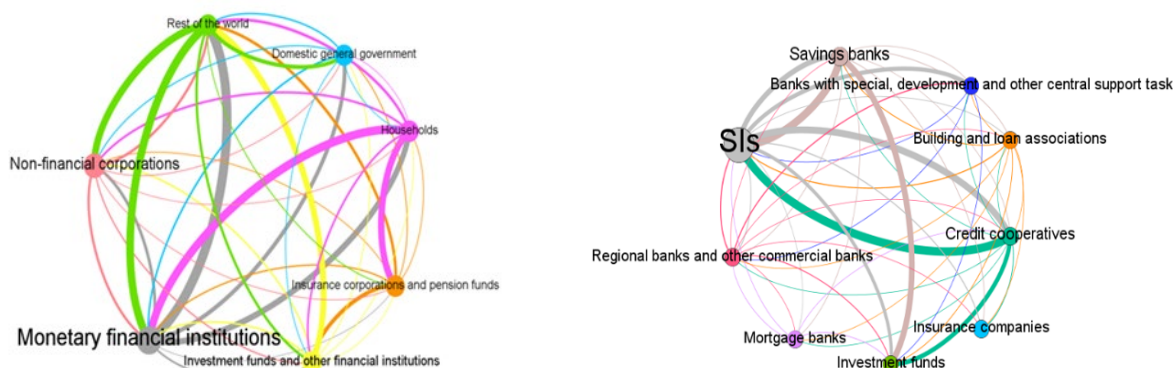 Rest of the world
Domestic general government
Households
Non-financial corporations
Insurance corporations and pension funds
Monetary financial institutions
Investment funds and other financial institutions
Savings banks
Banks with special, development and other central support task
SIs
Building and loan associations
Credit cooperatives
Regional banks and other commercial banks
Insurance companies
Mortgage banks
Investment funds